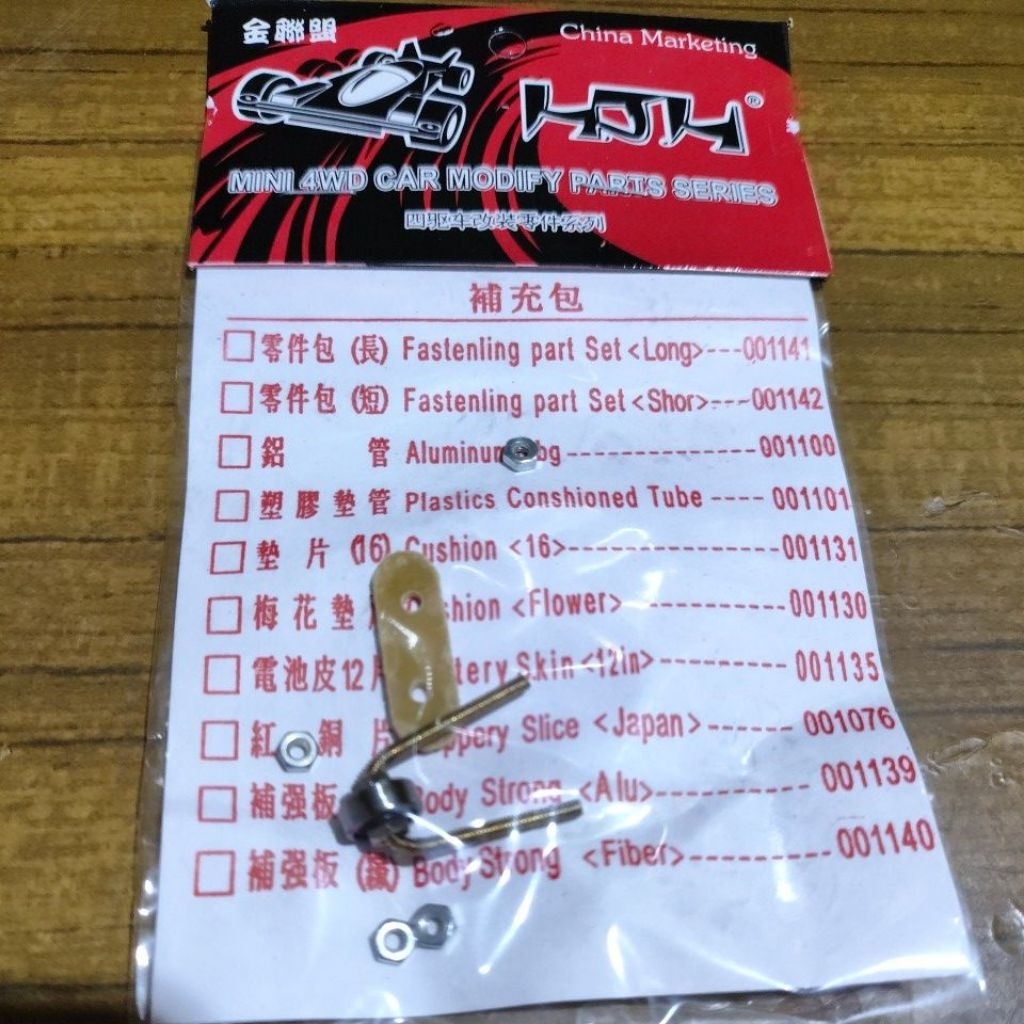 金聯盟
China Marketing
®
MINI 4WD CAR MODIFY PARTS SERIES
四驱车改装零件系列
補充包
零件包 (長) Fastenling part Set <Long>---001141
零件包 (短) Fastenling part Set <Shor>---001142
鋁 管 Aluminum bg---------------001100
塑膠墊管 Plastics Conshioned Tube ----001101
墊 片 (16) Cushion <16>----------------001131
梅花墊 hion <Flower> ----------001130
電池皮12片 ttery Skin <12in>---------001135
紅 銅 片 ppery Slice <Japan>-------001076
補强板 Body Strong <Alu>-----------001139
補强板 Body Strong <Fiber>----------001140